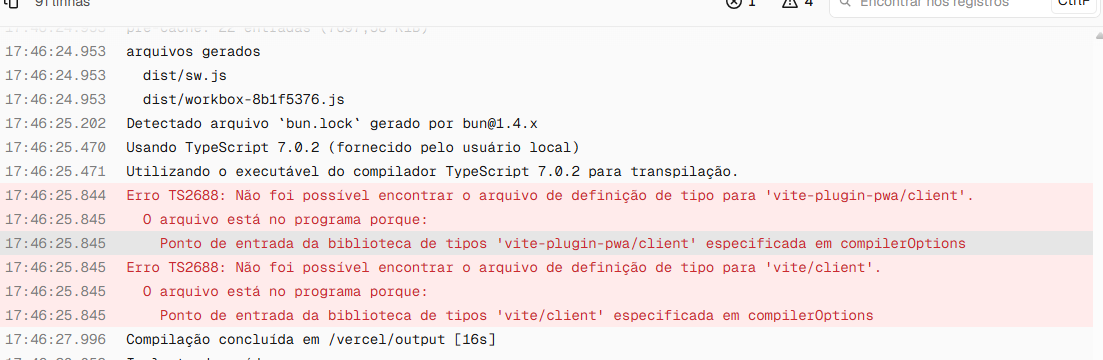 91 linhas
1
4
Encontrar nos registros
CtrlF
17:46:24.953 arquivos gerados
17:46:24.953 dist/sw.js
17:46:24.953 dist/workbox-8b1f5376.js
17:46:25.202 Detectado arquivo `bun.lock` gerado por bun@1.4.x
17:46:25.470 Usando TypeScript 7.0.2 (fornecido pelo usuário local)
17:46:25.471 Utilizando o executável do compilador TypeScript 7.0.2 para transpilação.
17:46:25.844 Erro TS2688: Não foi possível encontrar o arquivo de definição de tipo para 'vite-plugin-pwa/client'.
17:46:25.845 O arquivo está no programa porque:
17:46:25.845 Ponto de entrada da biblioteca de tipos 'vite-plugin-pwa/client' especificada em compilerOptions
17:46:25.845 Erro TS2688: Não foi possível encontrar o arquivo de definição de tipo para 'vite/client'.
17:46:25.845 O arquivo está no programa porque:
17:46:25.845 Ponto de entrada da biblioteca de tipos 'vite/client' especificada em compilerOptions
17:46:27.996 Compilação concluída em /vercel/output [16s]